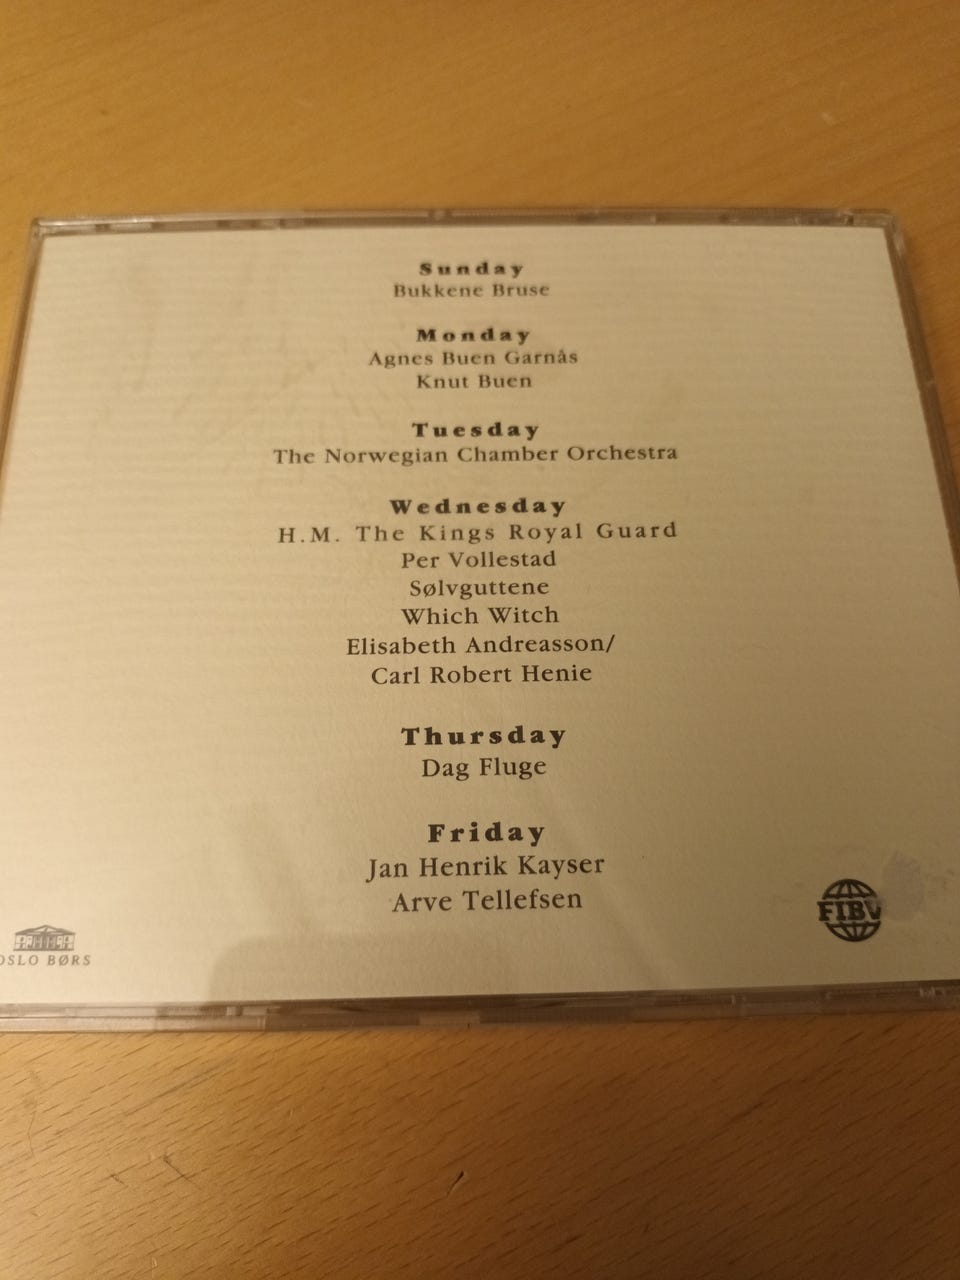 Sunday
Bukkene Bruse
Monday
Agnes Buen Garnås
Knut Buen
Tuesday
The Norwegian Chamber Orchestra
Wednesday
H.M. The Kings Royal Guard
Per Vollestad
Sølvguttene
Which Witch
Elisabeth Andreasson/
Carl Robert Henie
Thursday
Dag Fluge
Friday
Jan Henrik Kayser
Arve Tellefsen
FIBV
OSLO BØRS